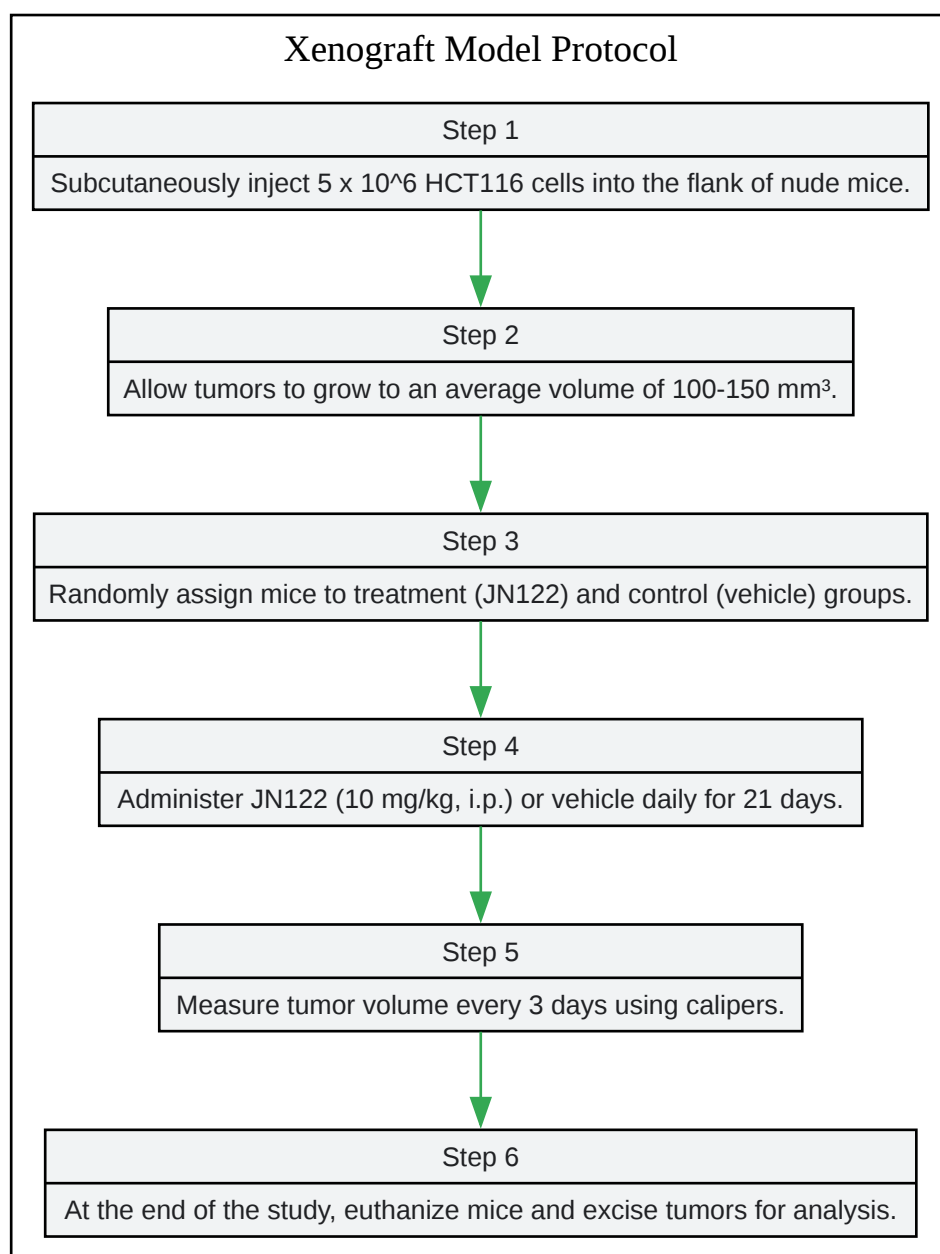 Xenograft Model Protocol
Step 1
Subcutaneously inject 5 x 10^6 HCT116 cells into the flank of nude mice.
Step 2
Allow tumors to grow to an average volume of 100-150 mm³.
Step 3
Randomly assign mice to treatment (JN122) and control (vehicle) groups.
Step 4
Administer JN122 (10 mg/kg, i.p.) or vehicle daily for 21 days.
Step 5
Measure tumor volume every 3 days using calipers.
Step 6
At the end of the study, euthanize mice and excise tumors for analysis.